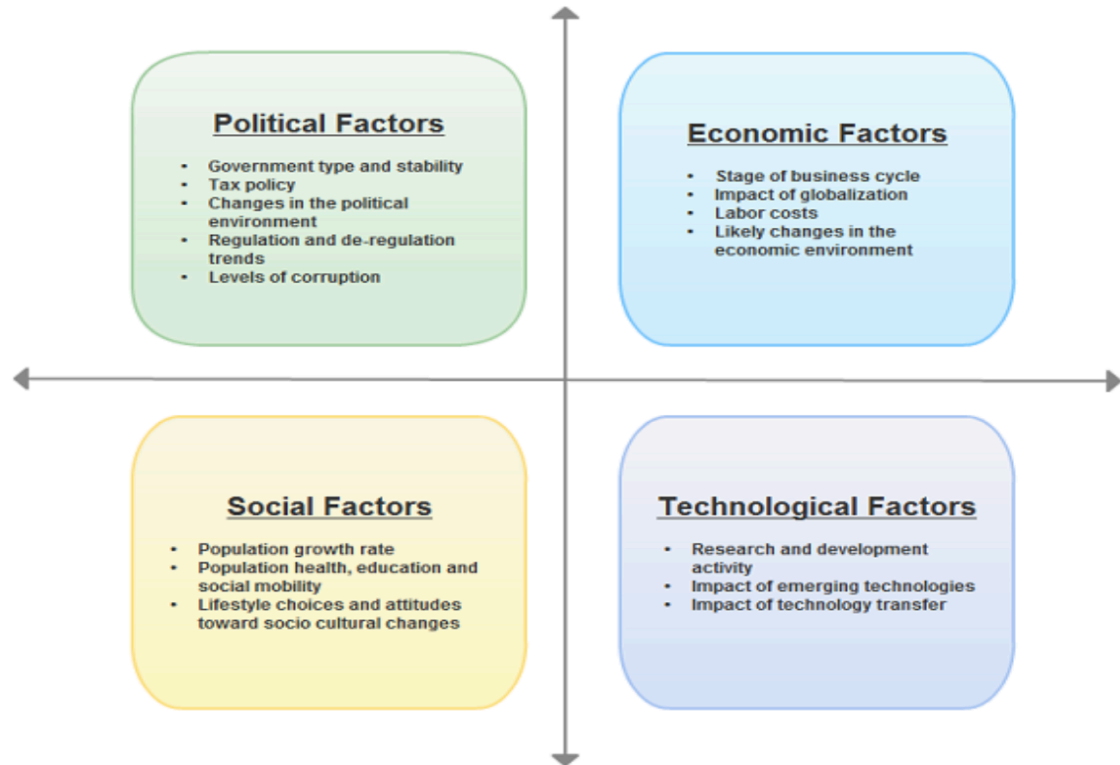 Political Factors
• Government type and stability
• Tax policy
• Changes in the political
environment
• Regulation and de-regulation
trends
• Levels of corruption
Economic Factors
• Stage of business cycle
• Impact of globalization
• Labor costs
• Likely changes in the
economic environment
Social Factors
• Population growth rate
• Population health, education and
social mobility
• Lifestyle choices and attitudes
toward socio cultural changes
Technological Factors
• Research and development
activity
• Impact of emerging technologies
• Impact of technology transfer